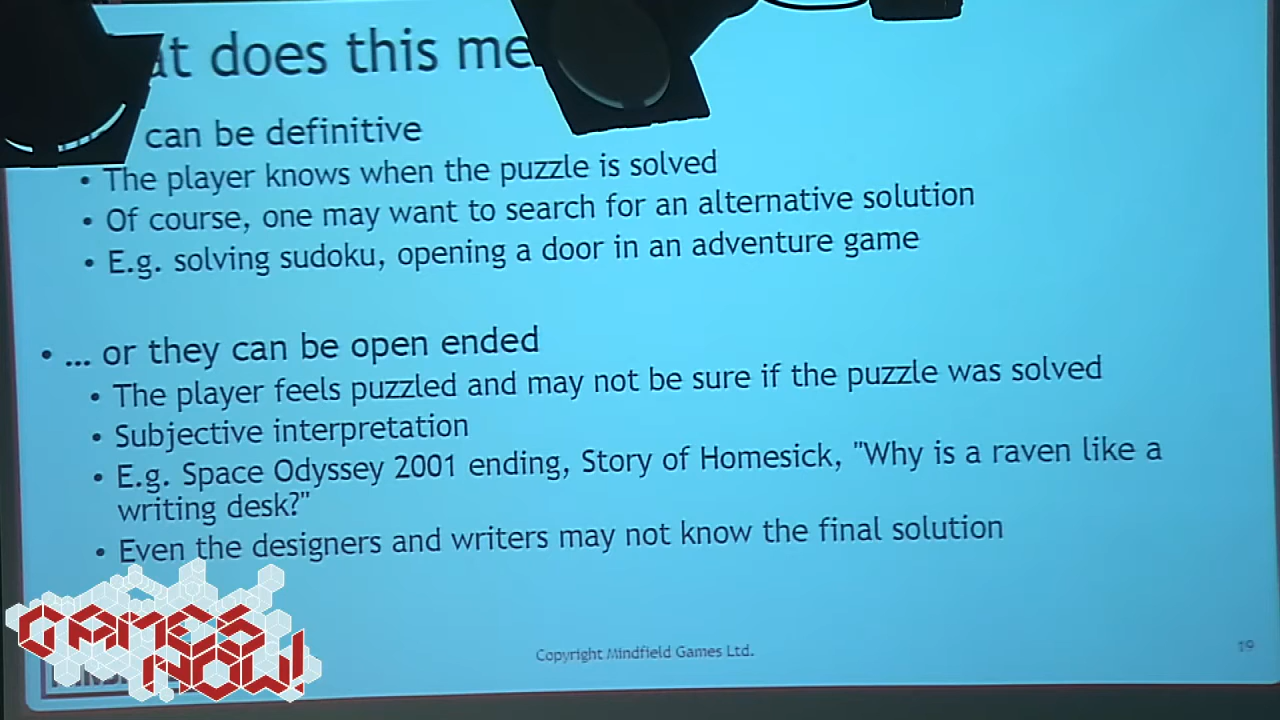 does this
can be definitive
• The player knows when the puzzle is solved
• Of course, one may want to search for an alternative solution
• E.g. solving sudoku, opening a door in an adventure game
• ... or they can be open ended
• The player feels puzzled and may not be sure if the puzzle was solved
• Subjective interpretation
• E.g. Space Odyssey 2001 ending, Story of Homesick, "Why is a raven like a
writing desk?"
• Even the designers and writers may not know the final solution
GAMES
NOW!
Copyright Mindfield Games Ltd.
19